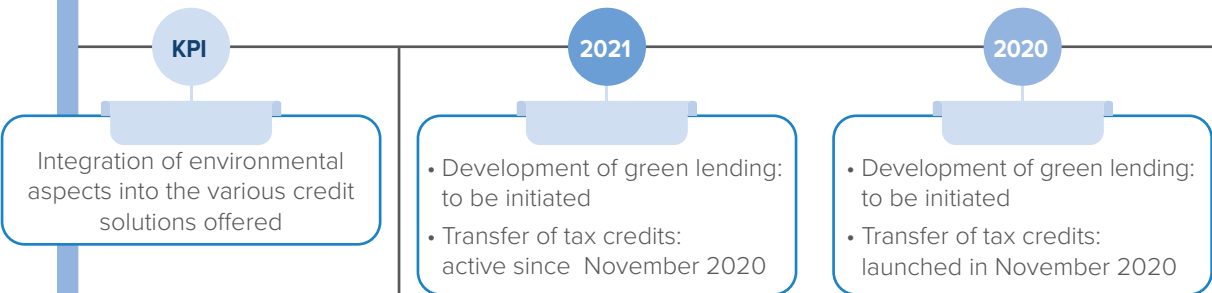 KPI
Integration of environmental
aspects into the various credit
solutions offered
2021
• Development of green lending:
to be initiated
• Transfer of tax credits:
active since  November 2020
2020
• Development of green lending:
to be initiated
• Transfer of tax credits:
launched in November 2020